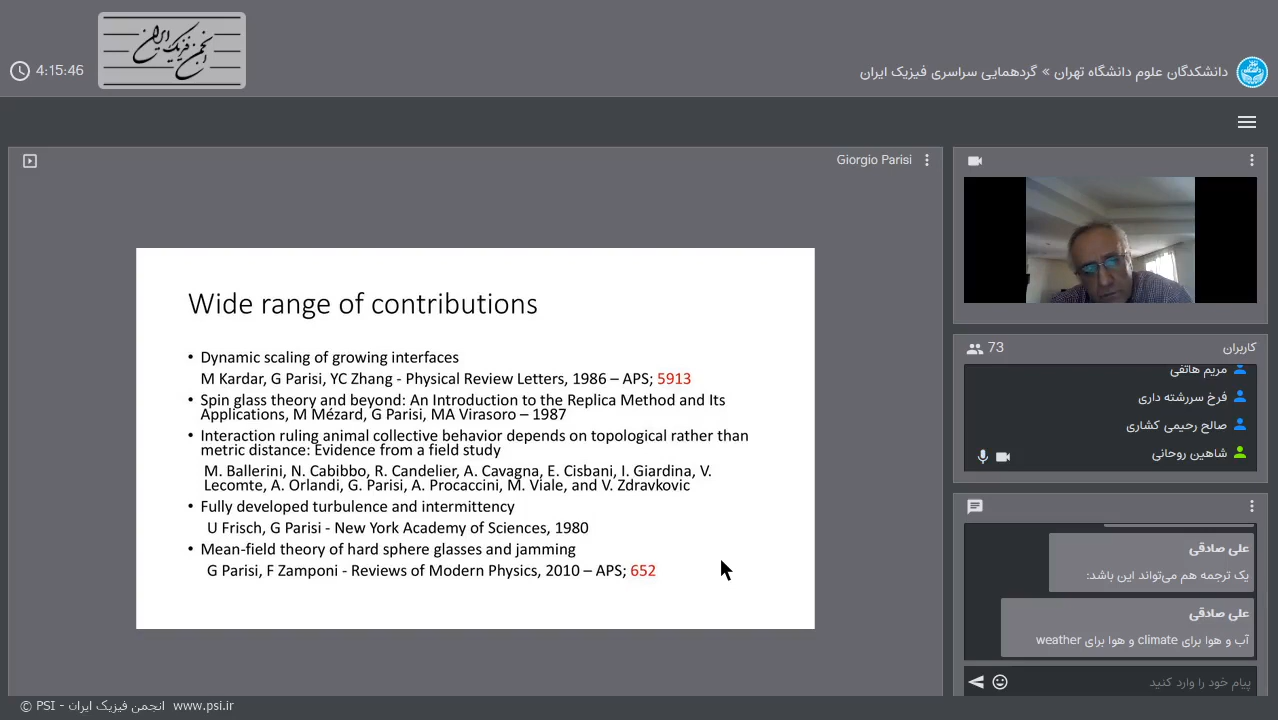 4:15:46
انجمن فیزیک ایران
دانشکدگان علوم دانشگاه تهران » گردهمایی سراسری فیزیک ایران
Giorgio Parisi
Wide range of contributions
• Dynamic scaling of growing interfaces
M Kardar, G Parisi, YC Zhang - Physical Review Letters, 1986 – APS; 5913
• Spin glass theory and beyond: An Introduction to the Replica Method and Its
Applications, M Mézard, G Parisi, MA Virasoro – 1987
• Interaction ruling animal collective behavior depends on topological rather than
metric distance: Evidence from a field study
M. Ballerini, N. Cabibbo, R. Candelier, A. Cavagna, E. Cisbani, I. Giardina, V.
Lecomte, A. Orlandi, G. Parisi, A. Procaccini, M. Viale, and V. Zdravkovic
• Fully developed turbulence and intermittency
U Frisch, G Parisi - New York Academy of Sciences, 1980
• Mean-field theory of hard sphere glasses and jamming
G Parisi, F Zamponi - Reviews of Modern Physics, 2010 – APS; 652
کاربران
73
مریم هاتفی
فرخ سررشته داری
صالح رحیمی کشاری
شاهین روحانی
علی صادقی
یک ترجمه هم می‌تواند این باشد:
علی صادقی
آب و هوا برای climate و هوا برای weather
پیام خود را وارد کنید
© PSI - انجمن فیزیک ایران www.psi.ir